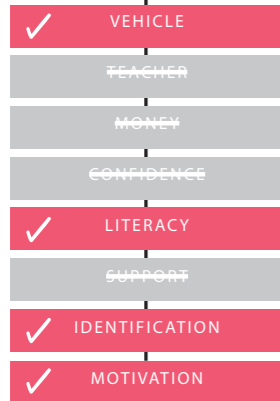 VEHICLE
TEACHER
MONEY
CONFIDENCE
LITERACY
SUPPORT
IDENTIFICATION
MOTIVATION